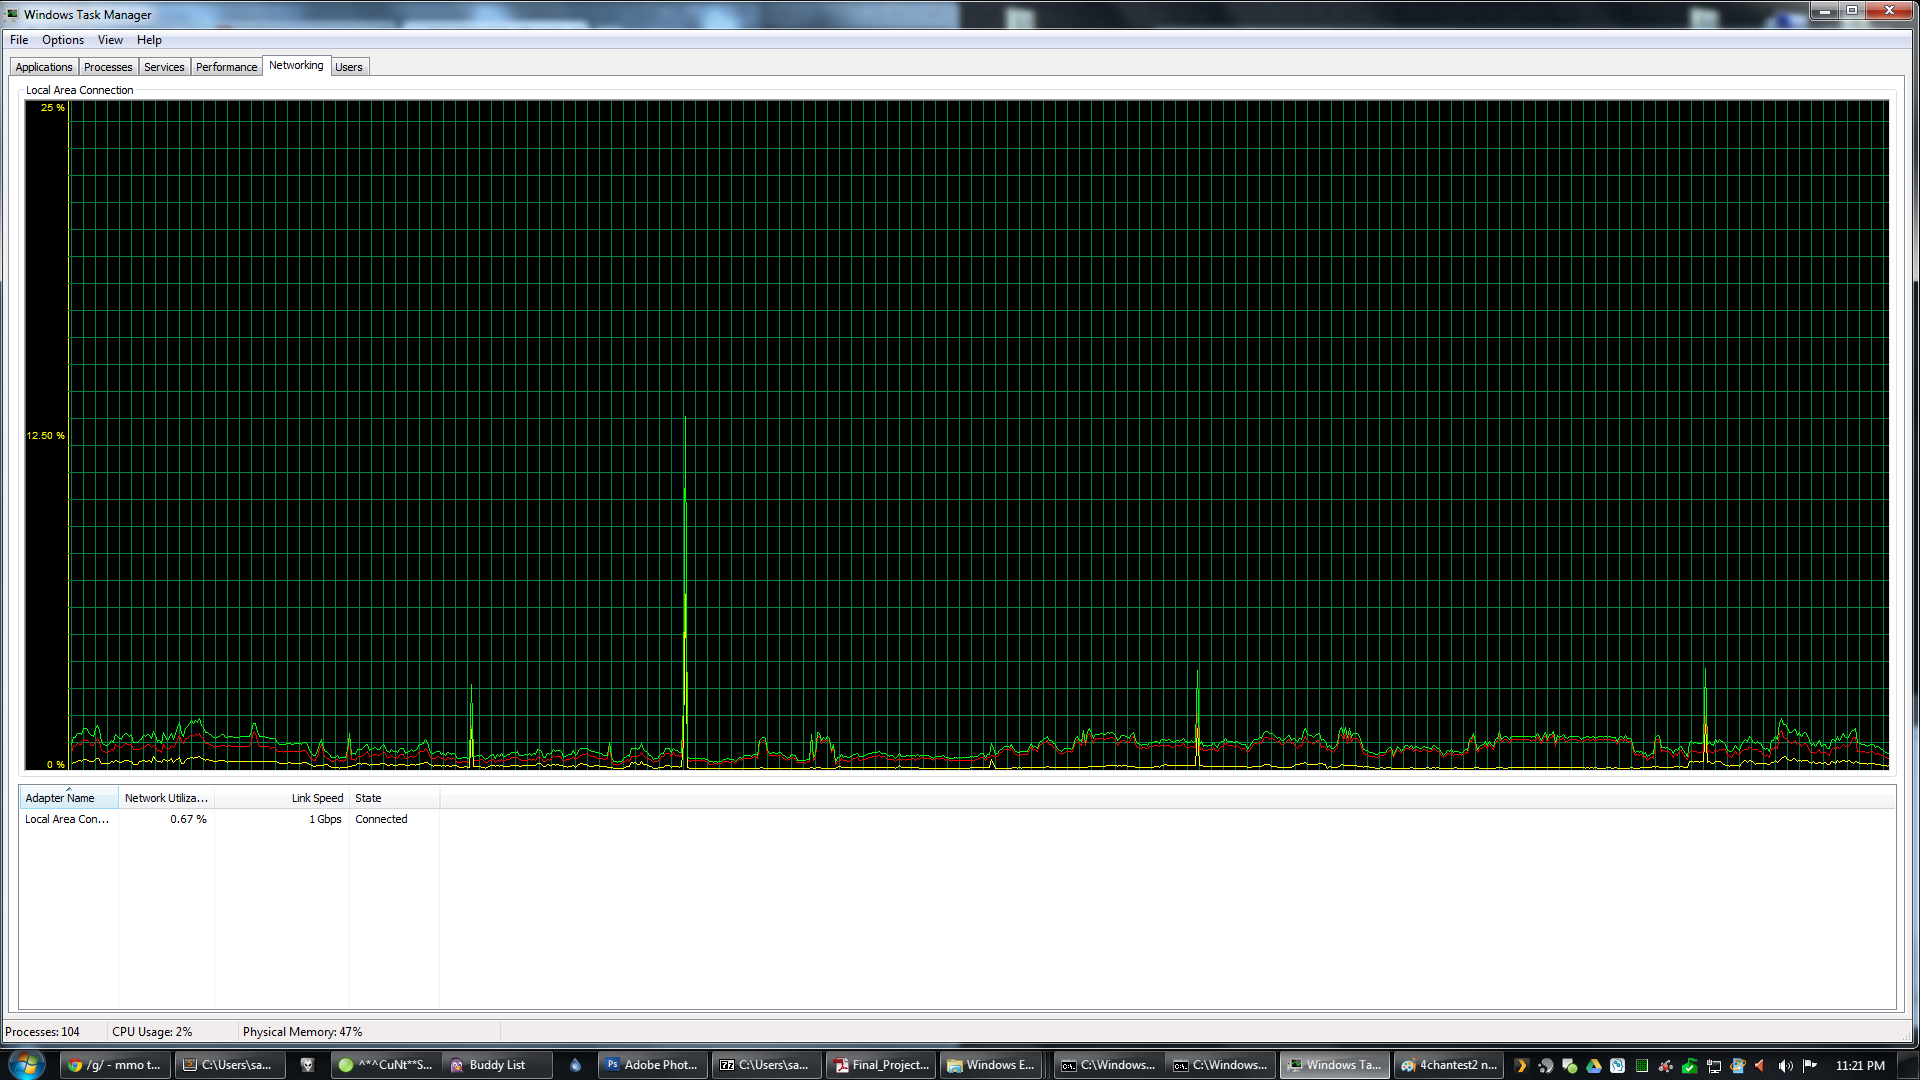 Windows Task Manager
File Options View Help
Applications Processes Services Performance Networking Users
Local Area Connection
25 %
12.50 %
0 %
Adapter Name Network Utiliza... Link Speed State
Local Area Con... 0.67 % 1 Gbps Connected
Processes: 104 CPU Usage: 2% Physical Memory: 47%
/g/ - mmo t... C:\Users\sa... ^*^CuNt**S... Buddy List Ps Adobe Phot... 7z C:\Users\sa... Final_Project... Windows E... C:\Windows... C:\Windows... Windows Ta... 4chantest2 n... 11:21 PM